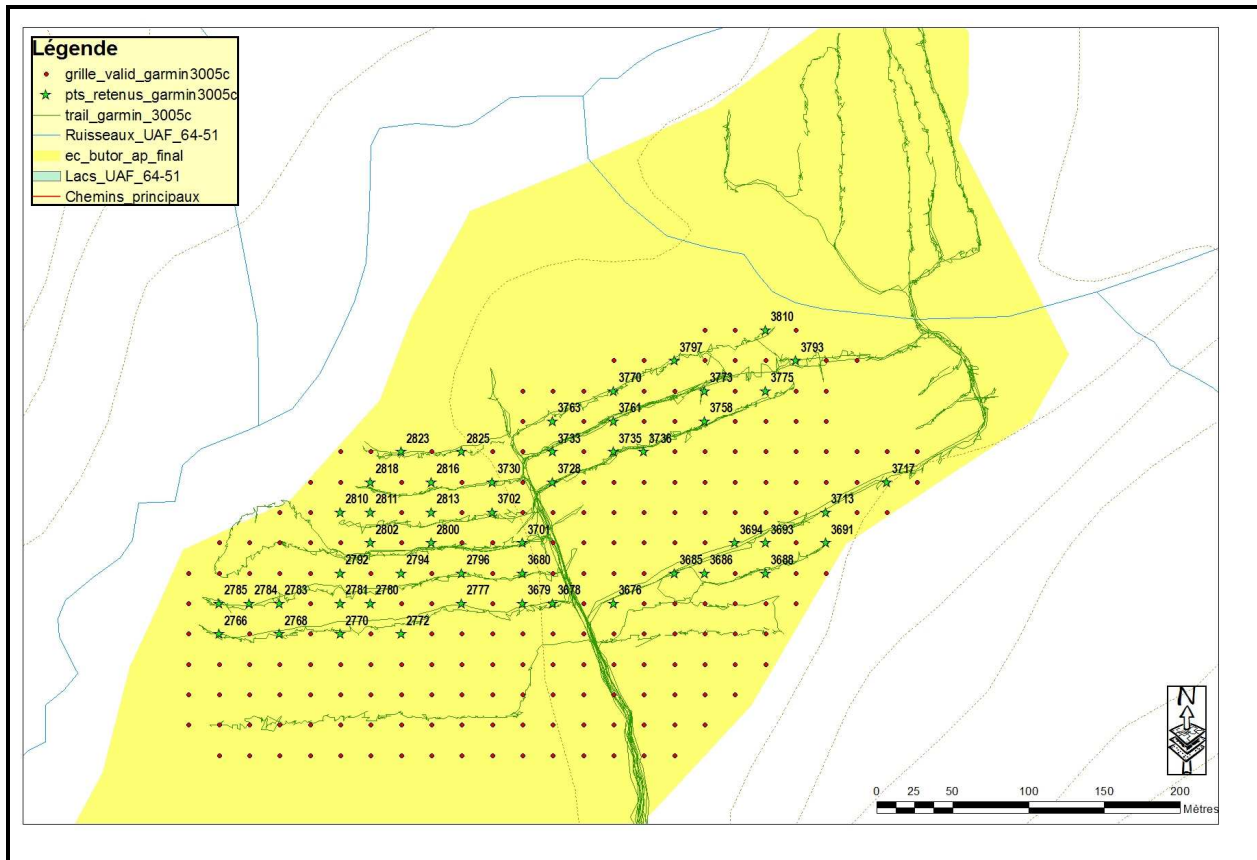 Légende
grille_valid_garmin3005c
pts_retenus_garmin3005c
trail_garmin_3005c
Ruisseaux_UAF_64-51
ec_butor_ap_final
Lacs_UAF_64-51
Chemins_principaux
3810
3797 3793
3770 3773 3775
3763 3761 3758
2823 2825 3733 3735 3736
2818 2816 3730 3728 3717
2810 2811 2813 3702 3713
2802 2800 3701 3694 3693 3691
2792 2794 2796 3680 3685 3686 3688
2785 2784 2783 2781 2780 2777 3679 3678 3676
2766 2768 2770 2772
N
0 25 50 100 150 200
Mètres